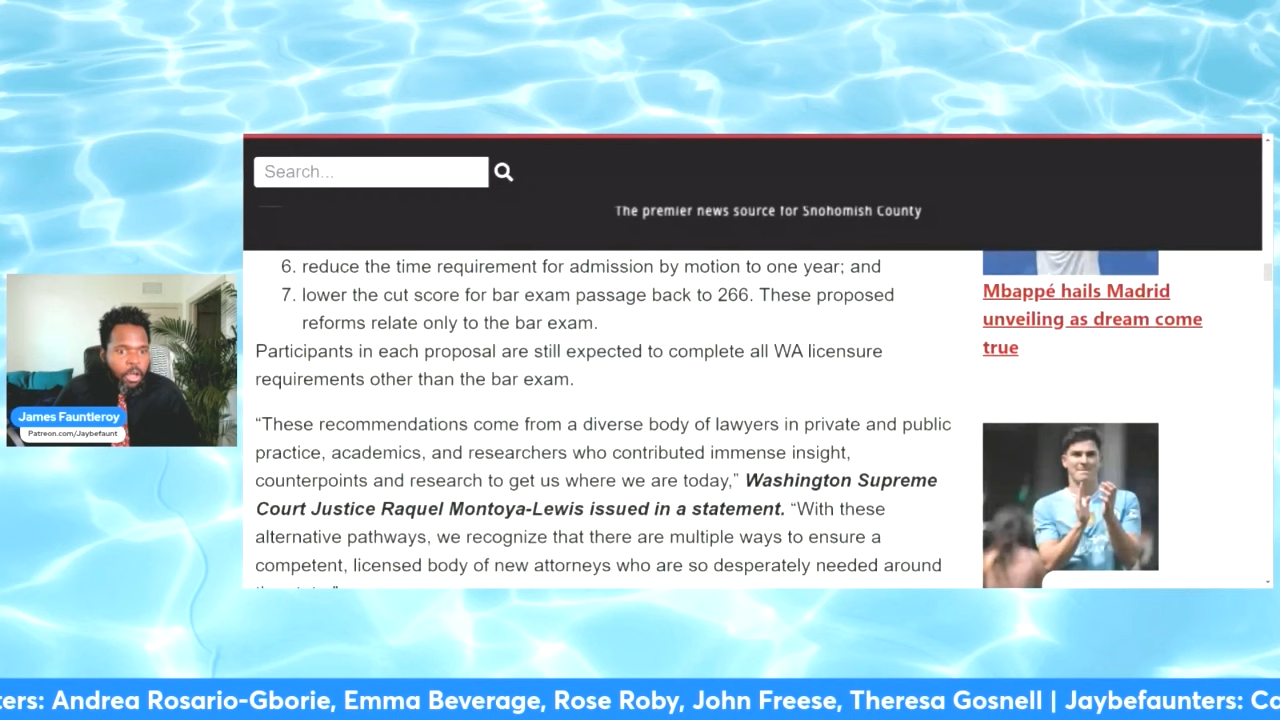 Search...
The premier news source for Snohomish County
6. reduce the time requirement for admission by motion to one year; and
7. lower the cut score for bar exam passage back to 266. These proposed
reforms relate only to the bar exam.
Participants in each proposal are still expected to complete all WA licensure
requirements other than the bar exam.
“These recommendations come from a diverse body of lawyers in private and public
practice, academics, and researchers who contributed immense insight,
counterpoints and research to get us where we are today,” Washington Supreme
Court Justice Raquel Montoya-Lewis issued in a statement. “With these
alternative pathways, we recognize that there are multiple ways to ensure a
competent, licensed body of new attorneys who are so desperately needed around
Mbappé hails Madrid
unveiling as dream come
true
James Fauntleroy
Patreon.com/Jaybefaunt
ters: Andrea Rosario-Gborie, Emma Beverage, Rose Roby, John Freese, Theresa Gosnell | Jaybefaunters: Co